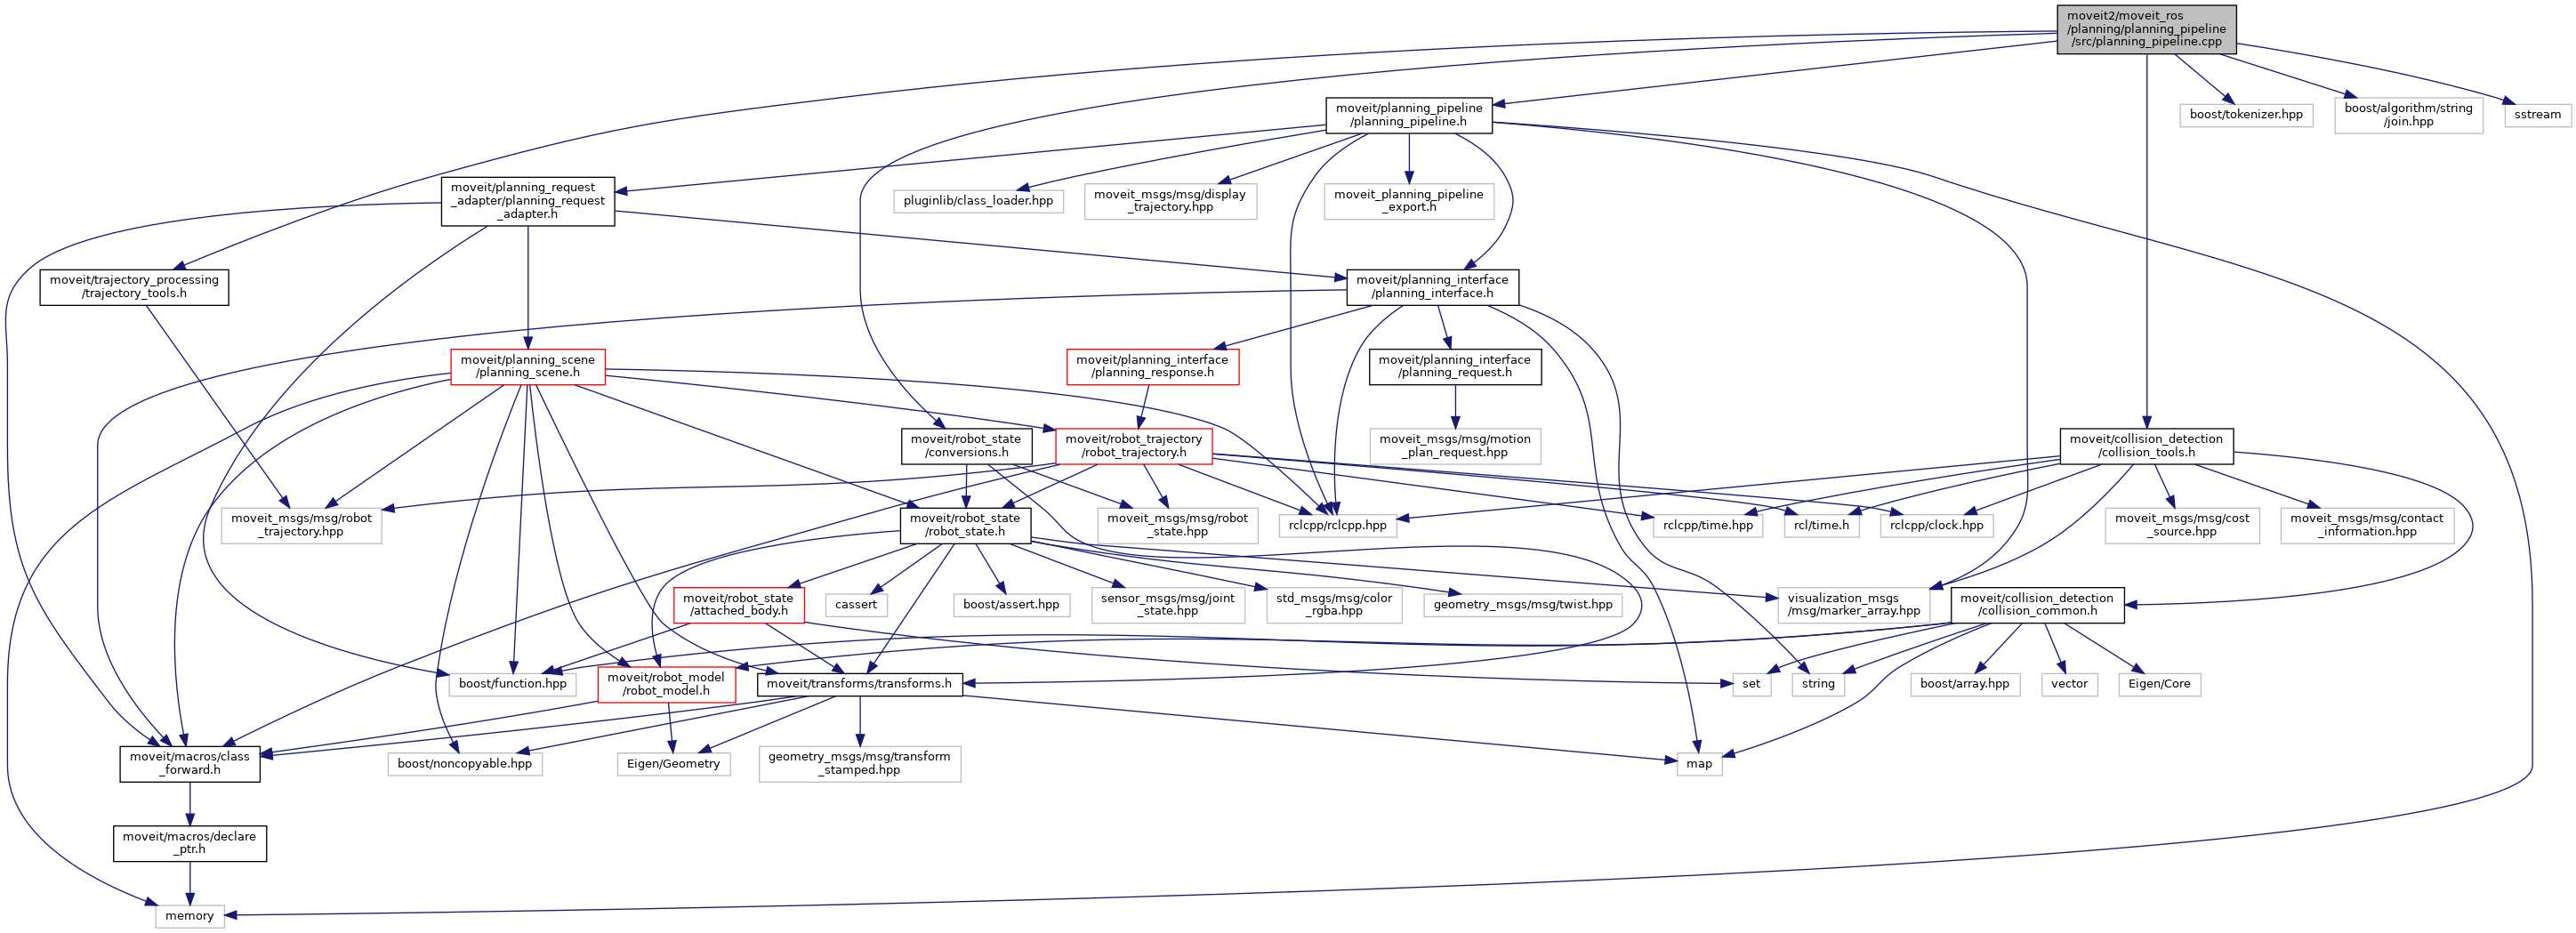 moveit2/moveit_ros
/planning/planning_pipeline
/src/planning_pipeline.cpp
moveit/planning_pipeline
/planning_pipeline.h
boost/tokenizer.hpp
boost/algorithm/string
/join.hpp
sstream
moveit/planning_request
_adapter/planning_request
_adapter.h
pluginlib/class_loader.hpp
moveit_msgs/msg/display
_trajectory.hpp
moveit_planning_pipeline
_export.h
moveit/trajectory_processing
/trajectory_tools.h
moveit/planning_interface
/planning_interface.h
moveit/planning_scene
/planning_scene.h
moveit/planning_interface
/planning_response.h
moveit/planning_interface
/planning_request.h
moveit/robot_state
/conversions.h
moveit/robot_trajectory
/robot_trajectory.h
moveit_msgs/msg/motion
_plan_request.hpp
moveit/collision_detection
/collision_tools.h
moveit_msgs/msg/robot
_trajectory.hpp
moveit/robot_state
/robot_state.h
moveit_msgs/msg/robot
_state.hpp
rclcpp/rclcpp.hpp
rclcpp/time.hpp
rcl/time.h
rclcpp/clock.hpp
moveit_msgs/msg/cost
_source.hpp
moveit_msgs/msg/contact
_information.hpp
moveit/robot_state
/attached_body.h
cassert
boost/assert.hpp
sensor_msgs/msg/joint
_state.hpp
std_msgs/msg/color
_rgba.hpp
geometry_msgs/msg/twist.hpp
visualization_msgs
/msg/marker_array.hpp
moveit/collision_detection
/collision_common.h
boost/function.hpp
moveit/robot_model
/robot_model.h
moveit/transforms/transforms.h
set
string
boost/array.hpp
vector
Eigen/Core
moveit/macros/class
_forward.h
boost/noncopyable.hpp
Eigen/Geometry
geometry_msgs/msg/transform
_stamped.hpp
map
moveit/macros/declare
_ptr.h
memory